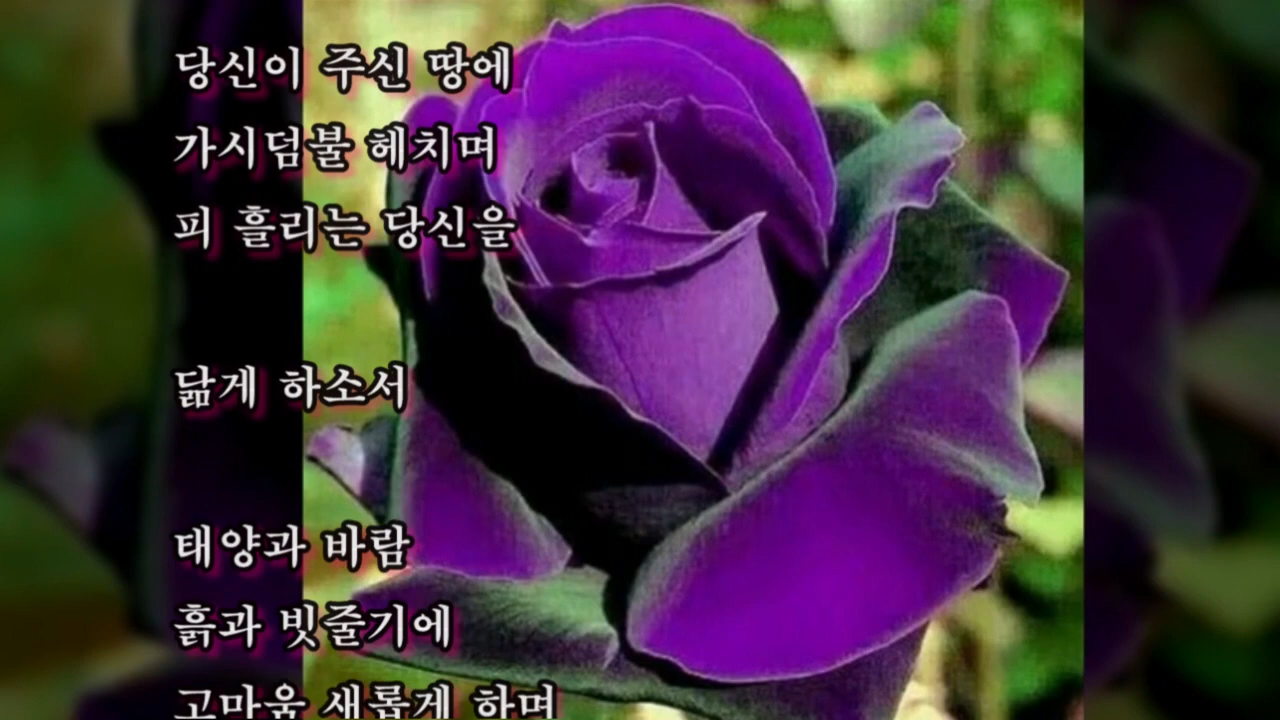 당신이 주신 땅에
가시덤불 헤치며
피 흘리는 당신을
닮게 하소서
태양과 바람
흙과 빗줄기에
고마움 새롭게 하며